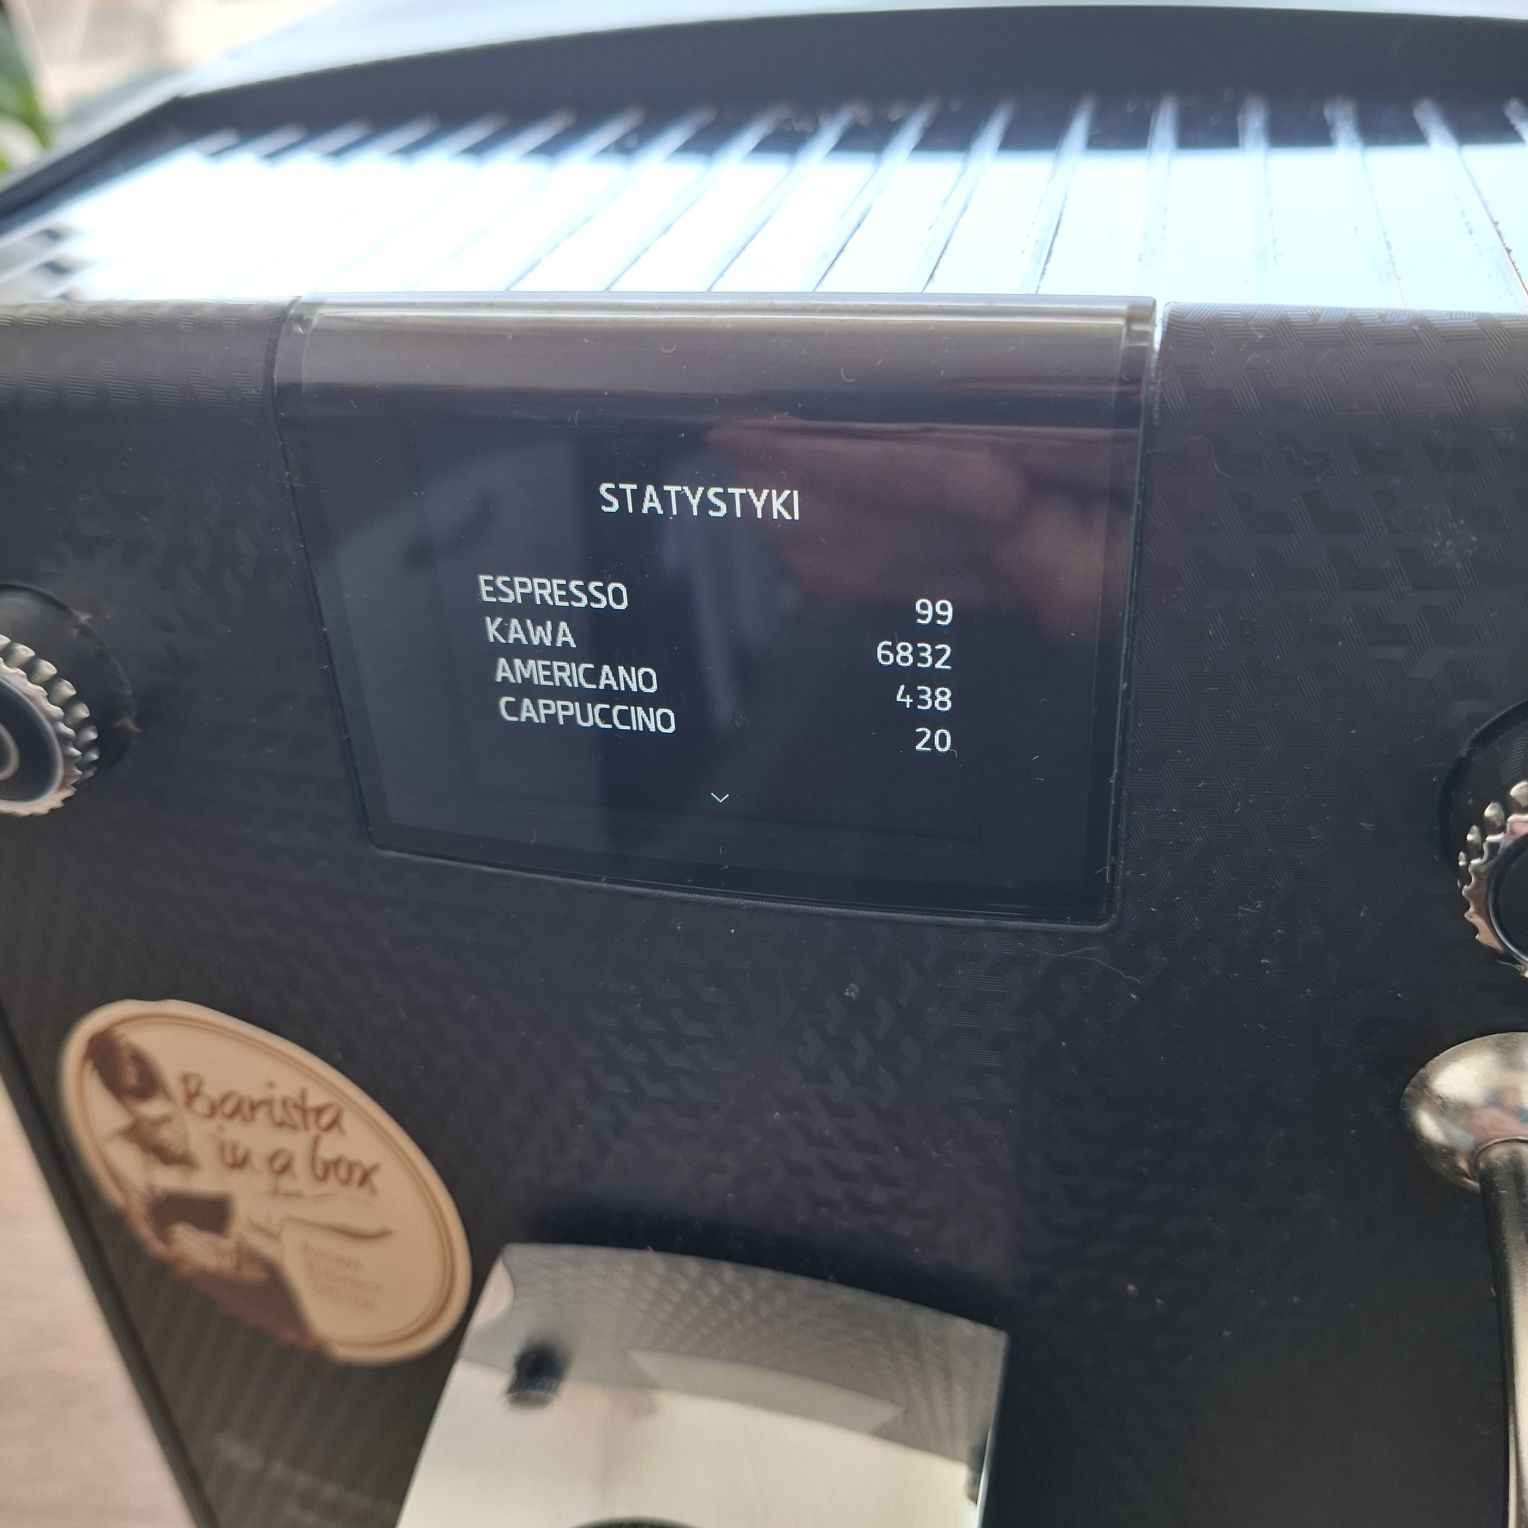 STATYSTYKI
ESPRESSO 99
KAWA 6832
AMERICANO 438
CAPPUCCINO 20
Barista
in a box